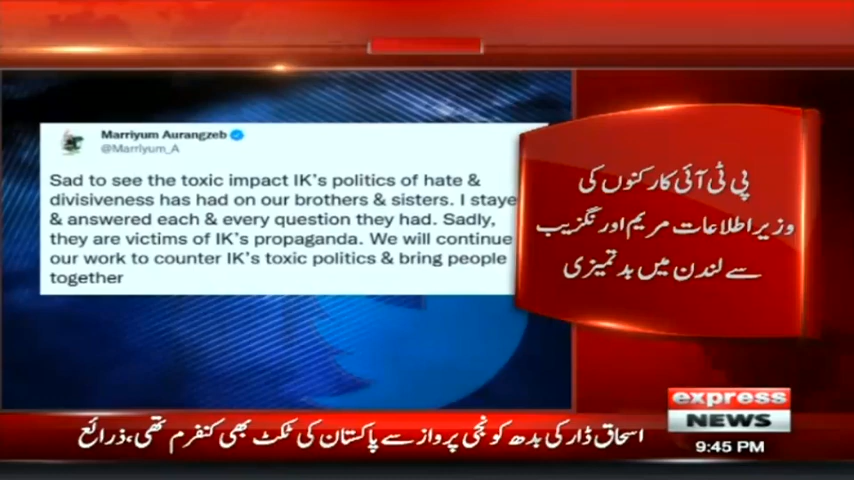 Marriyum Aurangzeb
@Marriyum_A
Sad to see the toxic impact IK's politics of hate &
divisiveness has had on our brothers & sisters. I staye
& answered each & every question they had. Sadly,
they are victims of IK's propaganda. We will continue
our work to counter IK's toxic politics & bring people
together
پی ٹی آئی کارکنوں کی
وزیر اطلاعات مریم اورنگزیب
سے لندن میں بدتمیزی
express
NEWS
9:45 PM
اسحاق ڈار کی بدھ کو نجی پرواز سے پاکستان کی ٹکٹ بھی کنفرم تھی، ذرائع